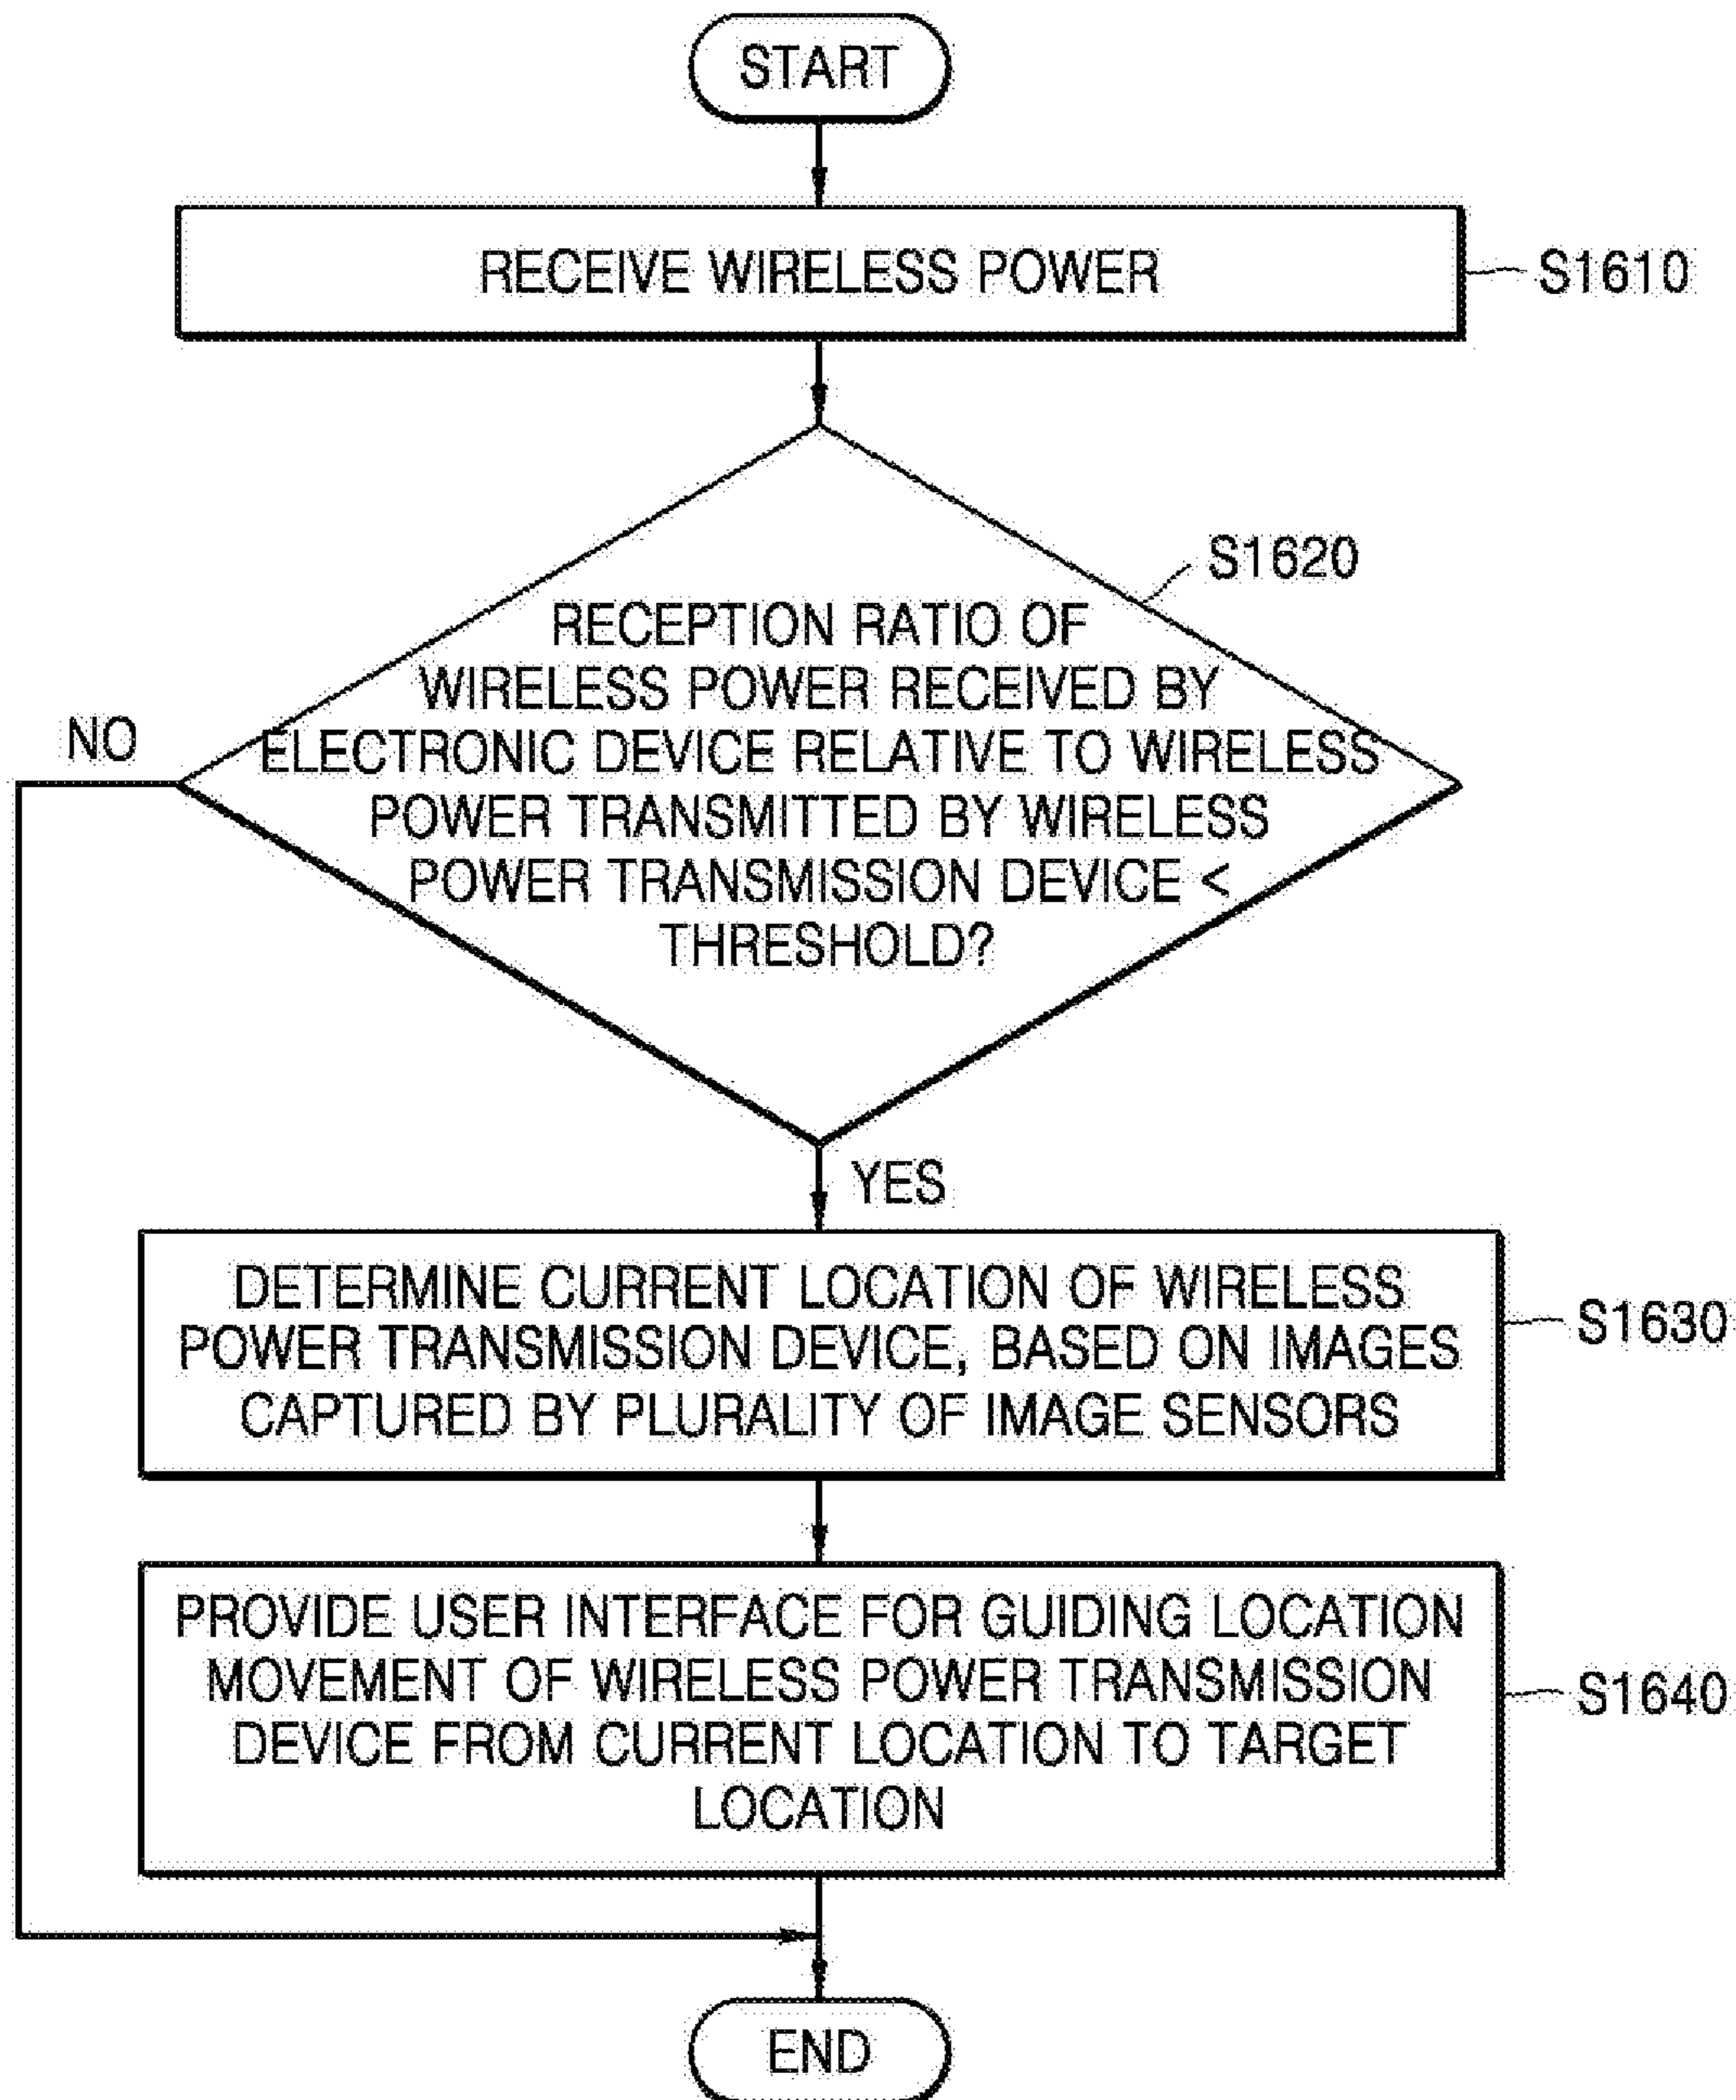 START
RECEIVE WIRELESS POWER
S1610
S1620
RECEPTION RATIO OF
WIRELESS POWER RECEIVED BY
ELECTRONIC DEVICE RELATIVE TO WIRELESS
POWER TRANSMITTED BY WIRELESS
POWER TRANSMISSION DEVICE <
THRESHOLD?
NO
YES
DETERMINE CURRENT LOCATION OF WIRELESS
POWER TRANSMISSION DEVICE, BASED ON IMAGES
CAPTURED BY PLURALITY OF IMAGE SENSORS
S1630
PROVIDE USER INTERFACE FOR GUIDING LOCATION
MOVEMENT OF WIRELESS POWER TRANSMISSION
DEVICE FROM CURRENT LOCATION TO TARGET
LOCATION
S1640
END